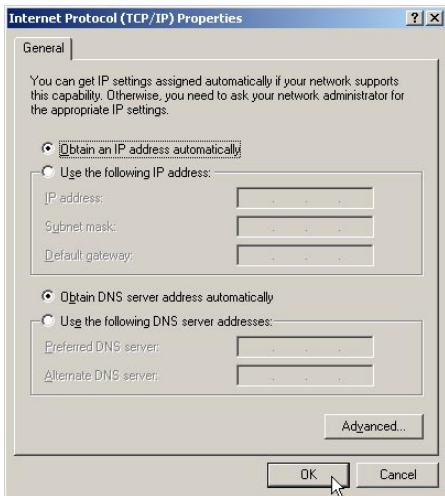 Internet Protocol (TCP/IP) Properties
General
You can get IP settings assigned automatically if your network supports
this capability. Otherwise, you need to ask your network administrator for
the appropriate IP settings.
Obtain an IP address automatically
Use the following IP address:
IP address:
Subnet mask:
Default gateway:
Obtain DNS server address automatically
Use the following DNS server addresses:
Preferred DNS server:
Alternate DNS server:
Advanced...
OK Cancel